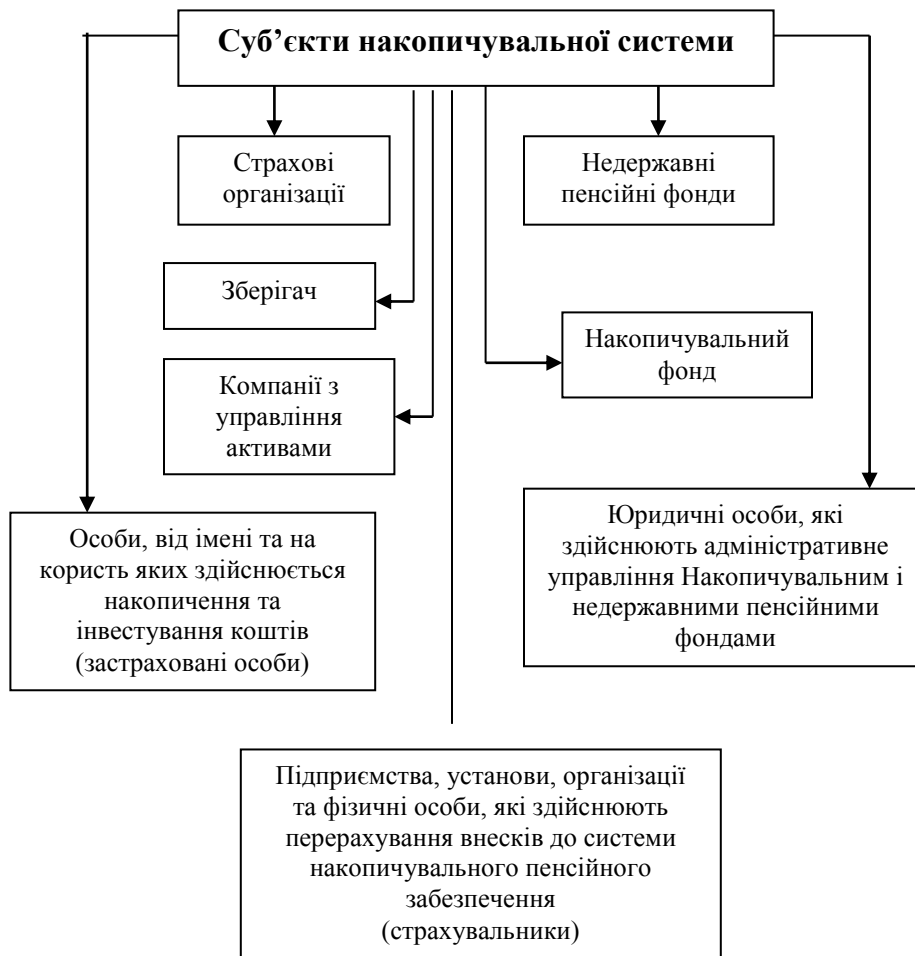 Суб’єкти накопичувальної системи
Страхові
організації
Недержавні
пенсійні фонди
Зберігач
Накопичувальний
фонд
Компанії з
управління
активами
Особи, від імені та на
користь яких здійснюється
накопичення та
інвестування коштів
(застраховані особи)
Юридичні особи, які
здійснюють адміністративне
управління Накопичувальним і
недержавними пенсійними
фондами
Підприємства, установи, організації
та фізичні особи, які здійснюють
перерахування внесків до системи
накопичувального пенсійного
забезпечення
(страхувальники)